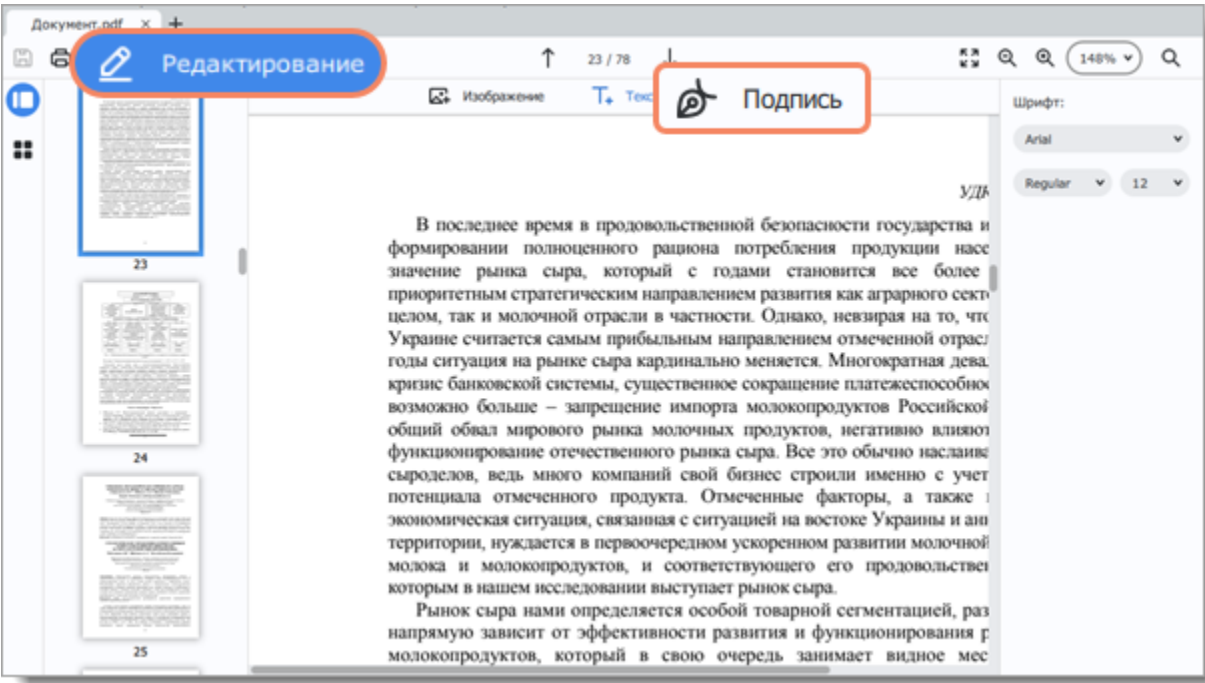 Документ.pdf × +
Редактирование
23 / 78
148%
Изображение
Подпись
Шрифт:
Arial
Regular 12
23
24
25
УДК
В последнее время в продовольственной безопасности государства и
формировании полноценного рациона потребления продукции насе
значение рынка сыра, который с годами становится все более
приоритетным стратегическим направлением развития как аграрного секто
целом, так и молочной отрасли в частности. Однако, невзирая на то, что
Украине считается самым прибыльным направлением отмеченной отрасл
годы ситуация на рынке сыра кардинально меняется. Многократная дева
кризис банковской системы, существенное сокращение платежеспособнос
возможно больше – запрещение импорта молокопродуктов Российской
общий обвал мирового рынка молочных продуктов, негативно влияют
функционирование отечественного рынка сыра. Все это обычно наслаива
сыроделов, ведь много компаний свой бизнес строили именно с учет
потенциала отмеченного продукта. Отмеченные факторы, а также
экономическая ситуация, связанная с ситуацией на востоке Украины и анн
территории, нуждается в первоочередном ускоренном развитии молочной
молока и молокопродуктов, и соответствующего его продовольствен
которым в нашем исследовании выступает рынок сыра.
Рынок сыра нами определяется особой товарной сегментацией, раз
напрямую зависит от эффективности развития и функционирования р
молокопродуктов, который в свою очередь занимает видное мес